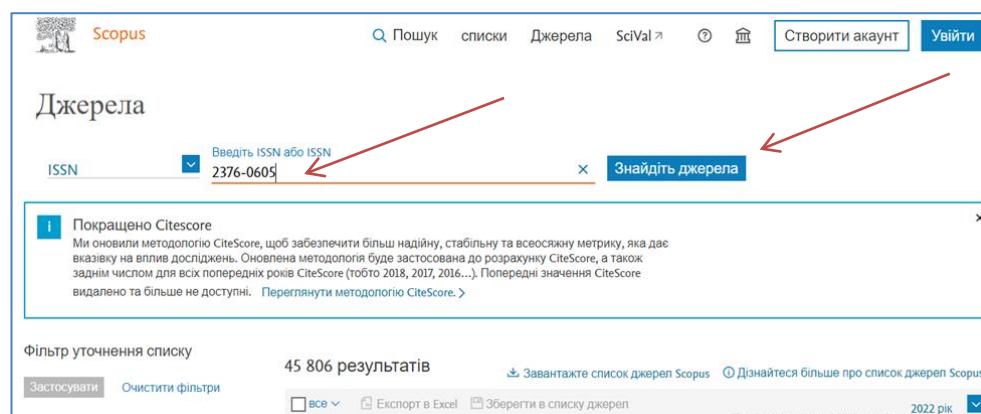 Scopus
Пошук списки Джерела SciVal Створити акаунт Увійти
Джерела
Введіть ISSN або ISSN
ISSN 2376-0605 Знайдіть джерела
Покращено Citescore
Ми оновили методологію CiteScore, щоб забезпечити більш надійну, стабільну та всеосяжну метрику, яка дає
вказівку на вплив досліджень. Оновлена методологія буде застосована до розрахунку CiteScore, а також
заднім числом для всіх попередніх років CiteScore (тобто 2018, 2017, 2016...). Попередні значення CiteScore
видалено та більше не доступні. Переглянути методологію CiteScore. >
Фільтр уточнення списку
45 806 результатів Завантажте список джерел Scopus Дізнайтеся більше про список джерел Scopus
Застосувати Очистити фільтри
все Експорт в Excel Зберегти в списку джерел 2022 рік